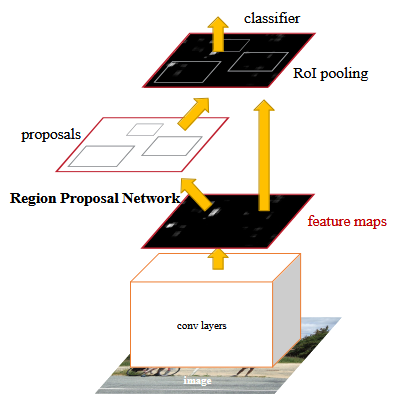 classifier
RoI pooling
proposals
Region Proposal Network
feature maps
conv layers
image